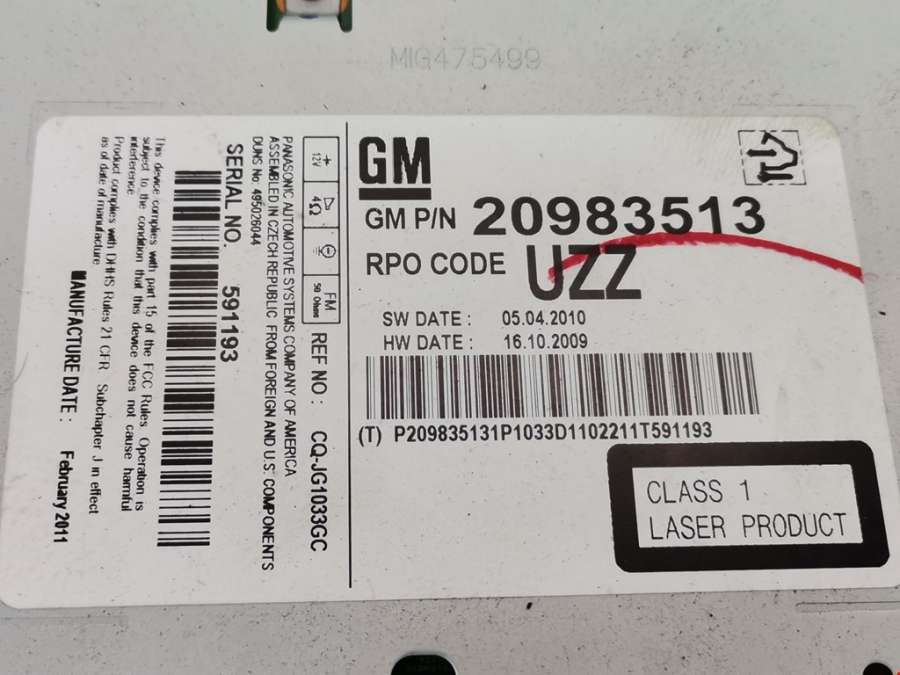 MIG475499
GM
GM P/N 20983513
RPO CODE UZZ
SW DATE : 05.04.2010
HW DATE : 16.10.2009
(T) P209835131P1033D1102211T591193
CLASS 1
LASER PRODUCT
+ 12V
4Ω
FM 50 Ohms
REF NO : CQ-JG1033GC
PANASONIC AUTOMOTIVE SYSTEMS COMPANY OF AMERICA
ASSEMBLED IN CZECH REPUBLIC FROM FOREIGN AND U.S. COMPONENTS
DUNS No: 495026044
SERIAL NO. 591193
This device complies with part 15 of the FCC Rules. Operation is
subject to the condition that this device does not cause harmful
interference.
Product complies with DHHS Rules 21 CFR Subchapter J in effect
as of date of manufacture.
MANUFACTURE DATE : February 2011